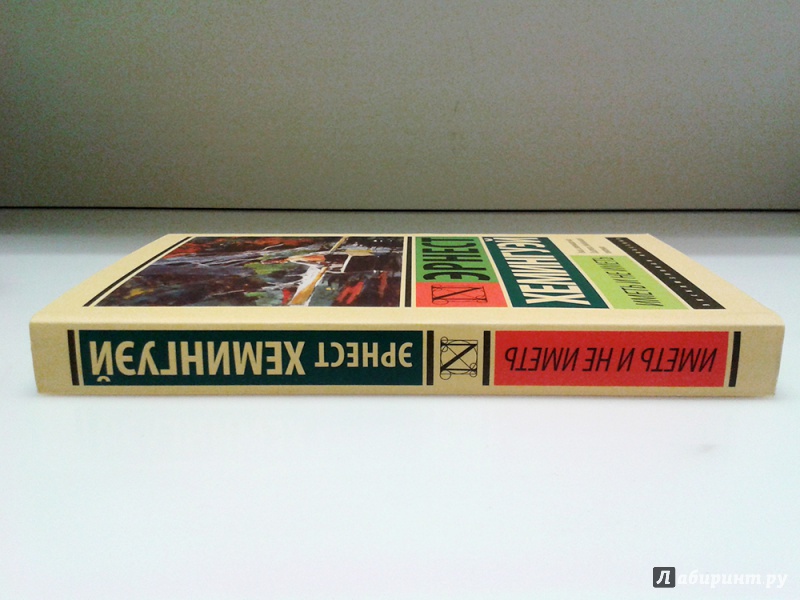 ЭРНЕСТ
ХЕМИНГУЭЙ
ИМЕТЬ И НЕ ИМЕТЬ
ЭРНЕСТ ХЕМИНГУЭЙ
N
ИМЕТЬ И НЕ ИМЕТЬ
Лабиринт.ру